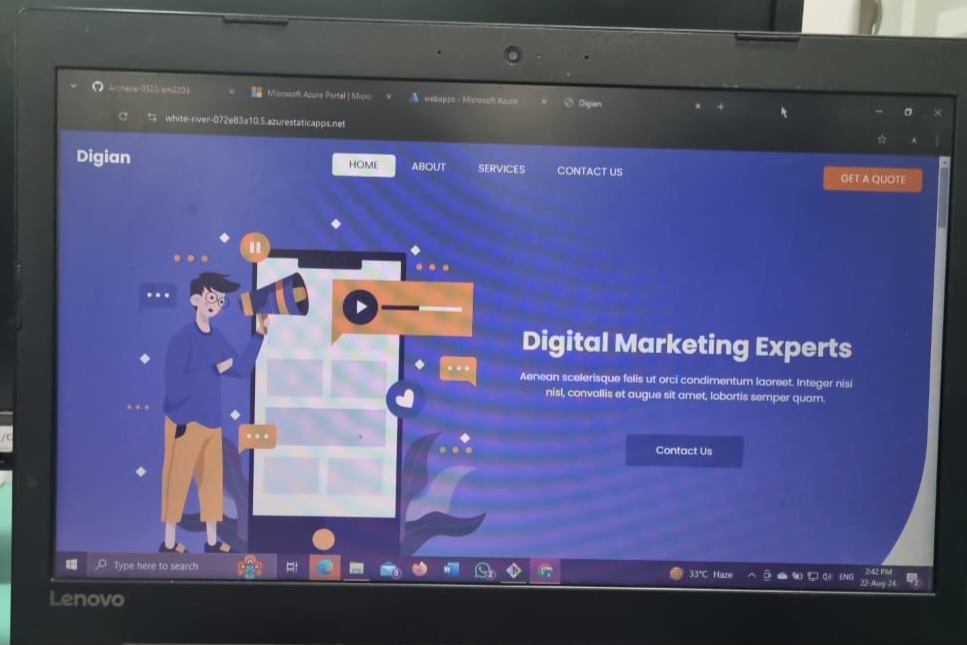 Archana-0523/aim2203
Microsoft Azure Portal | Micro
webapps - Microsoft Azure
Digian
white-river-072e83a10.5.azurestaticapps.net
Digian
HOME
ABOUT
SERVICES
CONTACT US
GET A QUOTE
Digital Marketing Experts
Aenean scelerisque felis ut orci condimentum laoreet. Integer nisi
nisl, convallis et augue sit amet, lobortis semper quam.
Contact Us
Type here to search
33°C Haze
ENG
2:42 PM
22-Aug-24
Lenovo